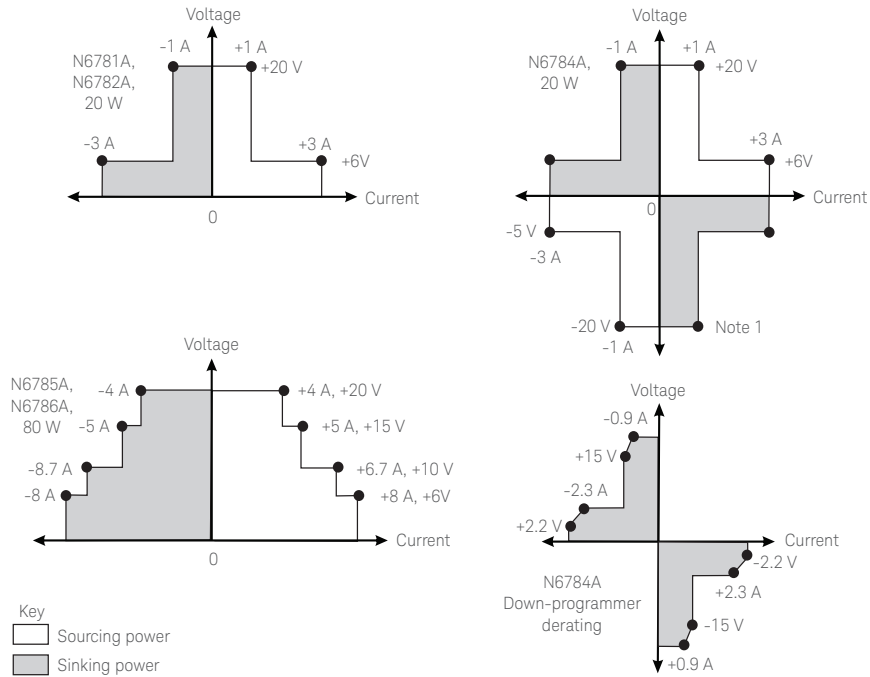 Voltage
-1 A
+1 A
N6781A,
N6782A,
20 W
+20 V
-3 A
+3 A
+6V
Current
0
Voltage
-1 A
+1 A
N6784A,
20 W
+20 V
+3 A
+6V
Current
0
-5 V
-3 A
-20 V
-1 A
Note 1
Voltage
N6785A,
N6786A,
80 W
-4 A
+4 A, +20 V
-5 A
+5 A, +15 V
-8.7 A
+6.7 A, +10 V
-8 A
+8 A, +6V
Current
0
Voltage
-0.9 A
+15 V
-2.3 A
+2.2 V
Current
-2.2 V
+2.3 A
-15 V
+0.9 A
N6784A
Down-programmer
derating
Key
Sourcing power
Sinking power